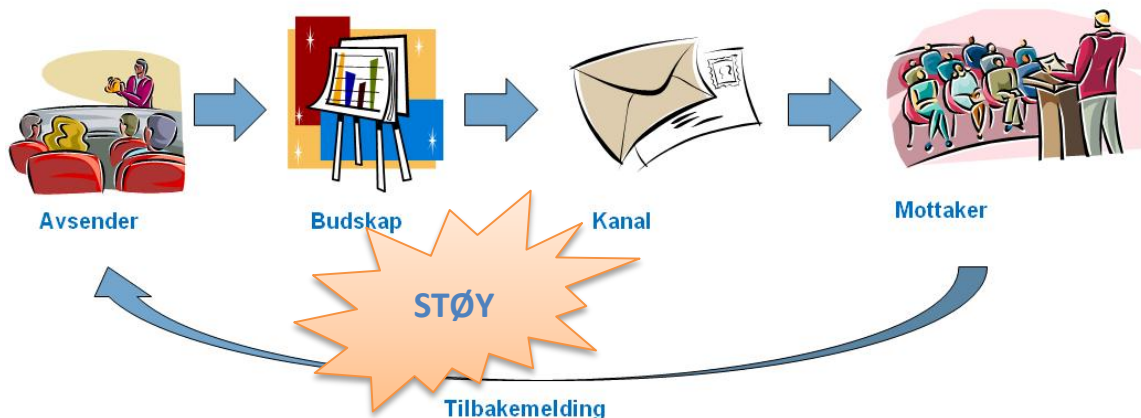 Avsender
Budskap
Kanal
Mottaker
STØY
Tilbakemelding